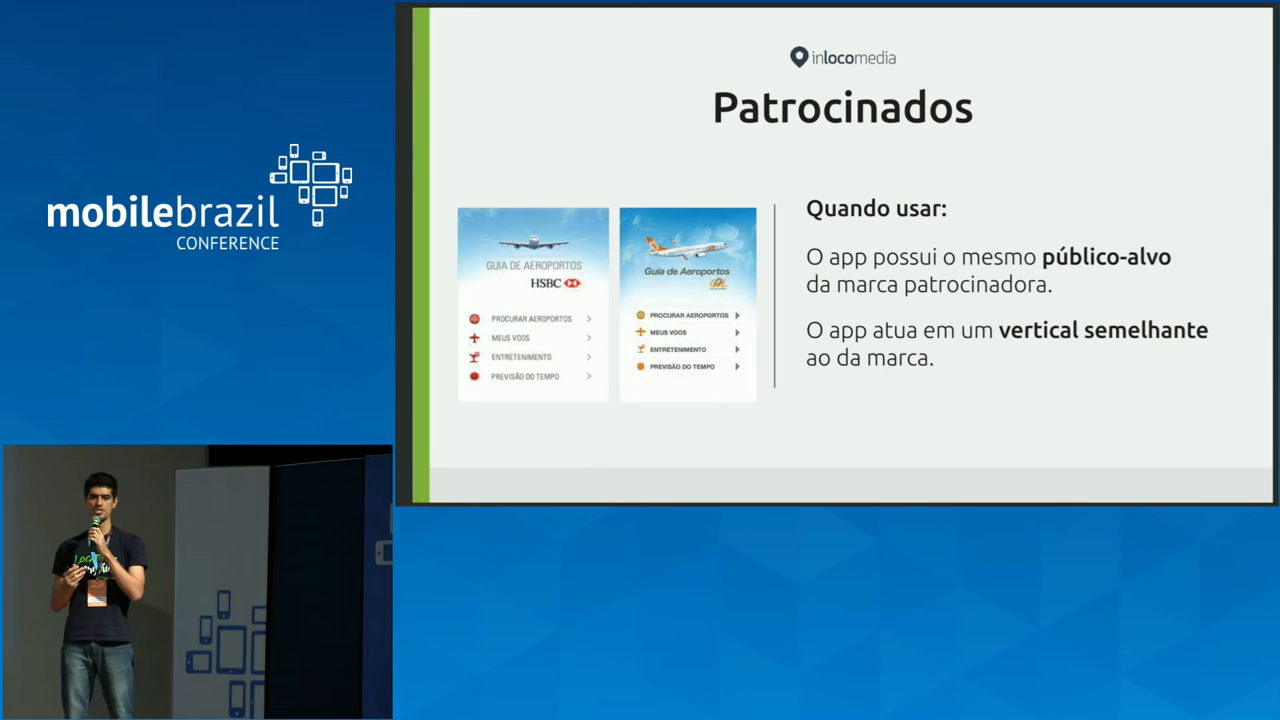 mobilebrazil
CONFERENCE
inlocomedia
Patrocinados
GUIA DE AEROPORTOS
HSBC
PROCURAR AEROPORTOS
MEUS VOOS
ENTRETENIMENTO
PREVISÃO DO TEMPO
Guia de Aeroportos
GOL
PROCURAR AEROPORTOS
MEUS VOOS
ENTRETENIMENTO
PREVISÃO DO TEMPO
Quando usar:
O app possui o mesmo público-alvo
da marca patrocinadora.
O app atua em um vertical semelhante
ao da marca.